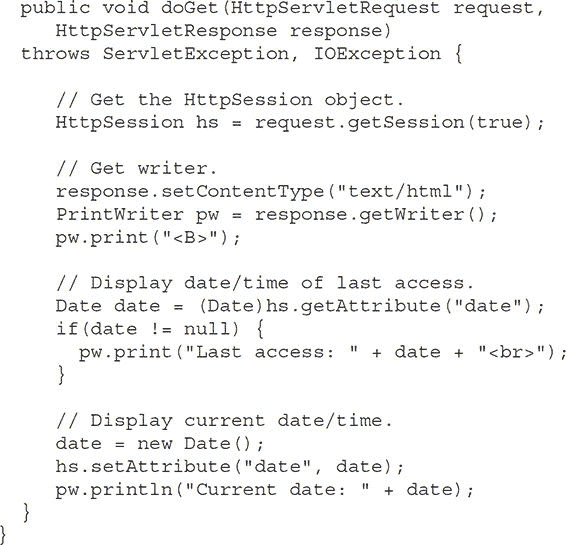 public void doGet(HttpServletRequest request,
HttpServletResponse response)
throws ServletException, IOException {
// Get the HttpSession object.
HttpSession hs = request.getSession(true);
// Get writer.
response.setContentType("text/html");
PrintWriter pw = response.getWriter();
pw.print("<B>");
// Display date/time of last access.
Date date = (Date)hs.getAttribute("date");
if(date != null) {
pw.print("Last access: " + date + "<br>");
}
// Display current date/time.
date = new Date();
hs.setAttribute("date", date);
pw.println("Current date: " + date);
}
}